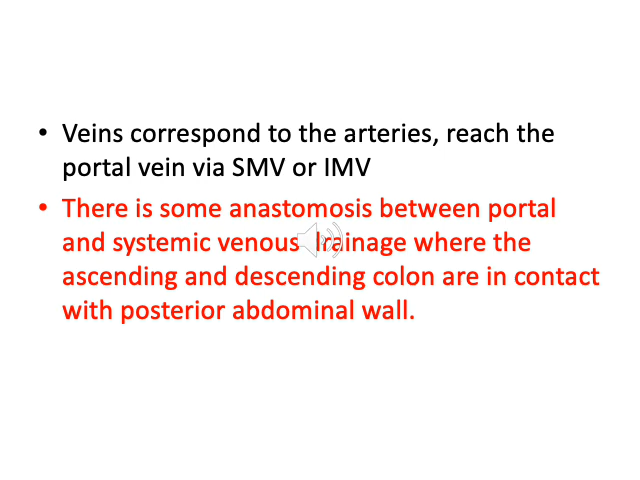 • Veins correspond to the arteries, reach the
portal vein via SMV or IMV
• There is some anastomosis between portal
and systemic venous drainage where the
ascending and descending colon are in contact
with posterior abdominal wall.